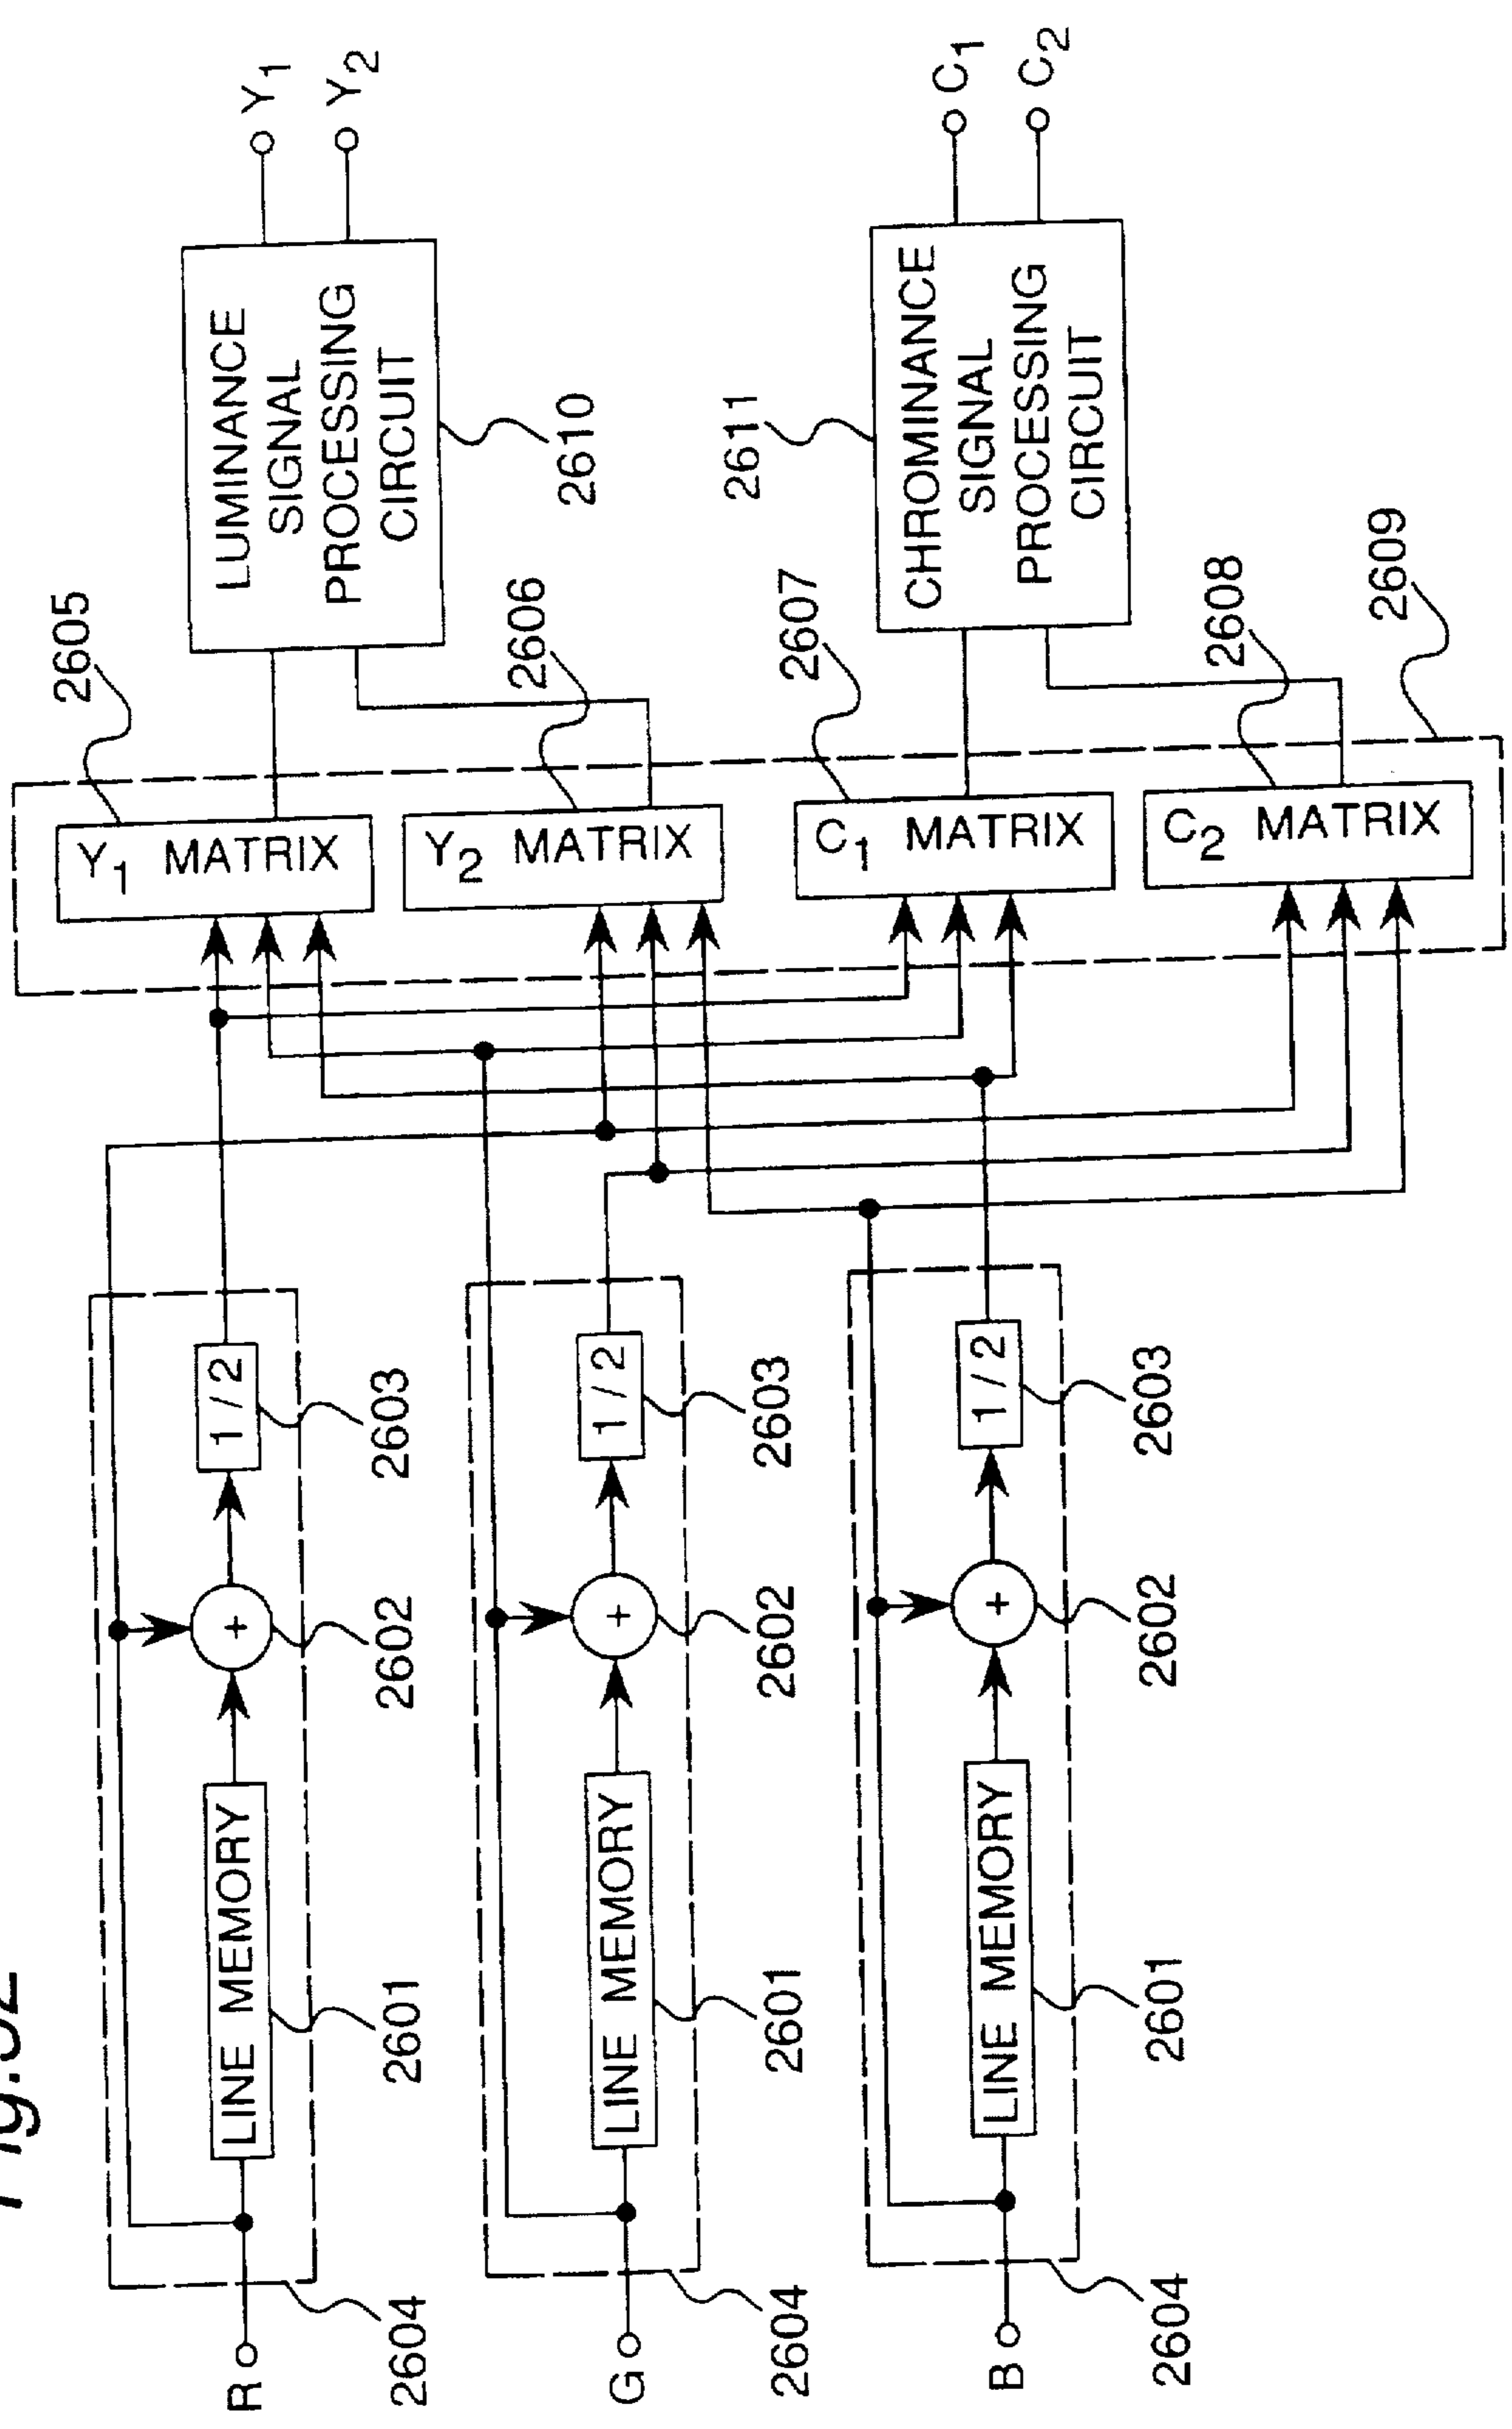 Fig.32
R
2604
LINE MEMORY
2601
+
2602
1/2
2603
G
2604
LINE MEMORY
2601
+
2602
1/2
2603
B
2604
LINE MEMORY
2601
+
2602
1/2
2603
Y1 MATRIX
2605
Y2 MATRIX
2606
C1 MATRIX
2607
C2 MATRIX
2608
2609
LUMINANCE
SIGNAL
PROCESSING
CIRCUIT
2610
CHROMINANCE
SIGNAL
PROCESSING
CIRCUIT
2611
Y1
Y2
C1
C2